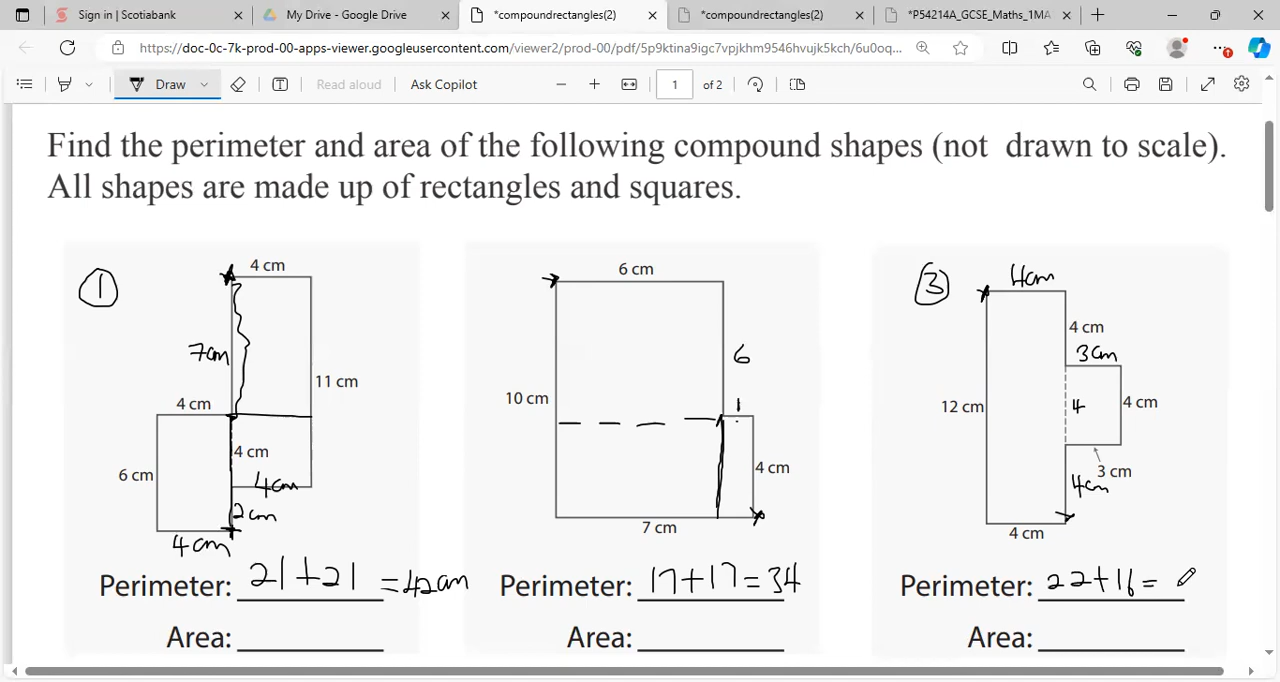 Sign in | Scotiabank
My Drive - Google Drive
*compoundrectangles(2)
*compoundrectangles(2)
*P54214A_GCSE_Maths_1MA
https://doc-0c-7k-prod-00-apps-viewer.googleusercontent.com/viewer2/prod-00/pdf/5p9ktina9igc7vpjkhm9546hvujk5kch/6u0oq...
Draw
Read aloud
Ask Copilot
1 of 2
Find the perimeter and area of the following compound shapes (not drawn to scale).
All shapes are made up of rectangles and squares.
1
4 cm
7cm
11 cm
4 cm
4 cm
6 cm
4cm
2cm
4cm
Perimeter: 21+21 =42cm
Area:
6 cm
6
10 cm
1
4 cm
7 cm
Perimeter: 17+17=34
Area:
3
4cm
4 cm
3cm
12 cm
4
4 cm
3 cm
4cm
4 cm
Perimeter: 22+16=
Area: